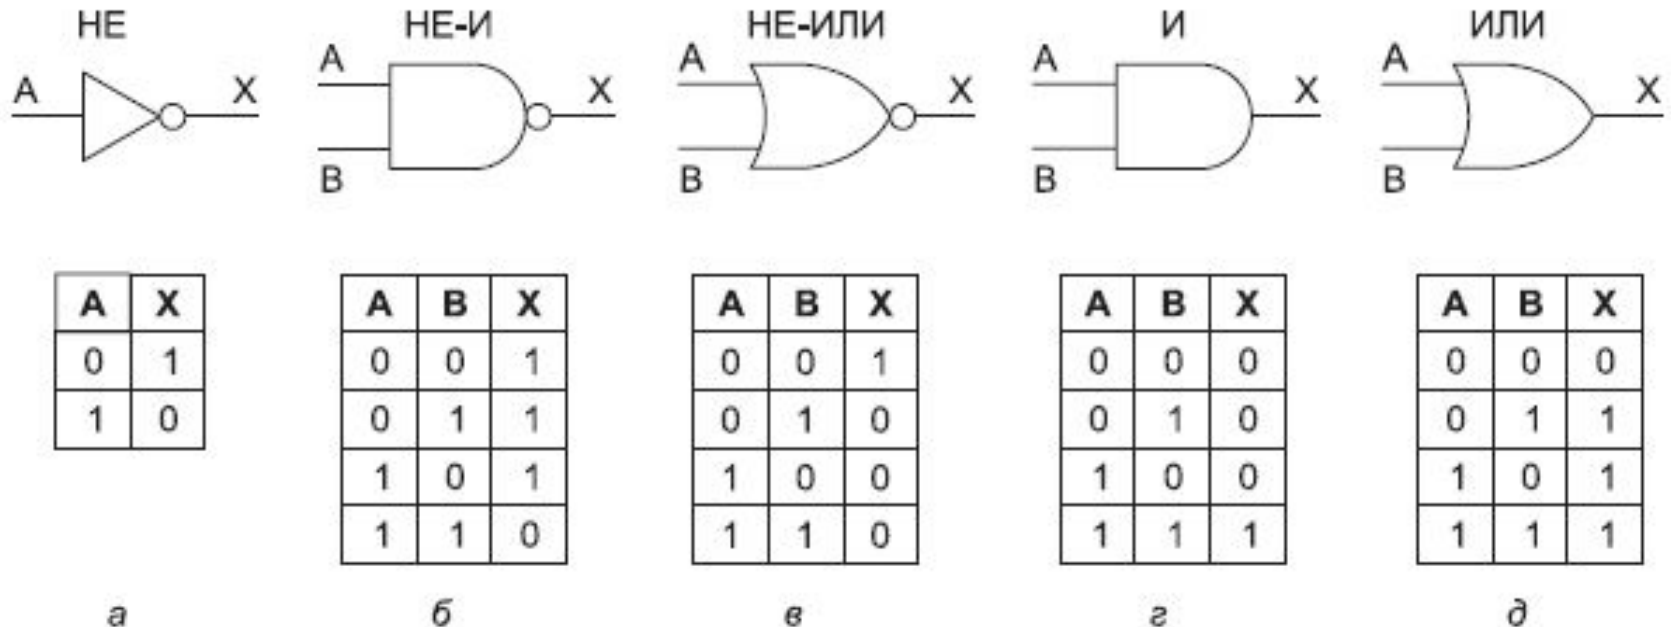 НЕ НЕ-И НЕ-ИЛИ И ИЛИ
A X A X A X A X A X
B B B B
A X A B X A B X A B X A B X
0 1 0 0 1 0 0 1 0 0 0 0 0 0
1 0 0 1 1 0 1 0 0 1 0 0 1 1
1 0 1 1 0 0 1 0 0 1 0 1
1 1 0 1 1 0 1 1 1 1 1 1
а б в г д